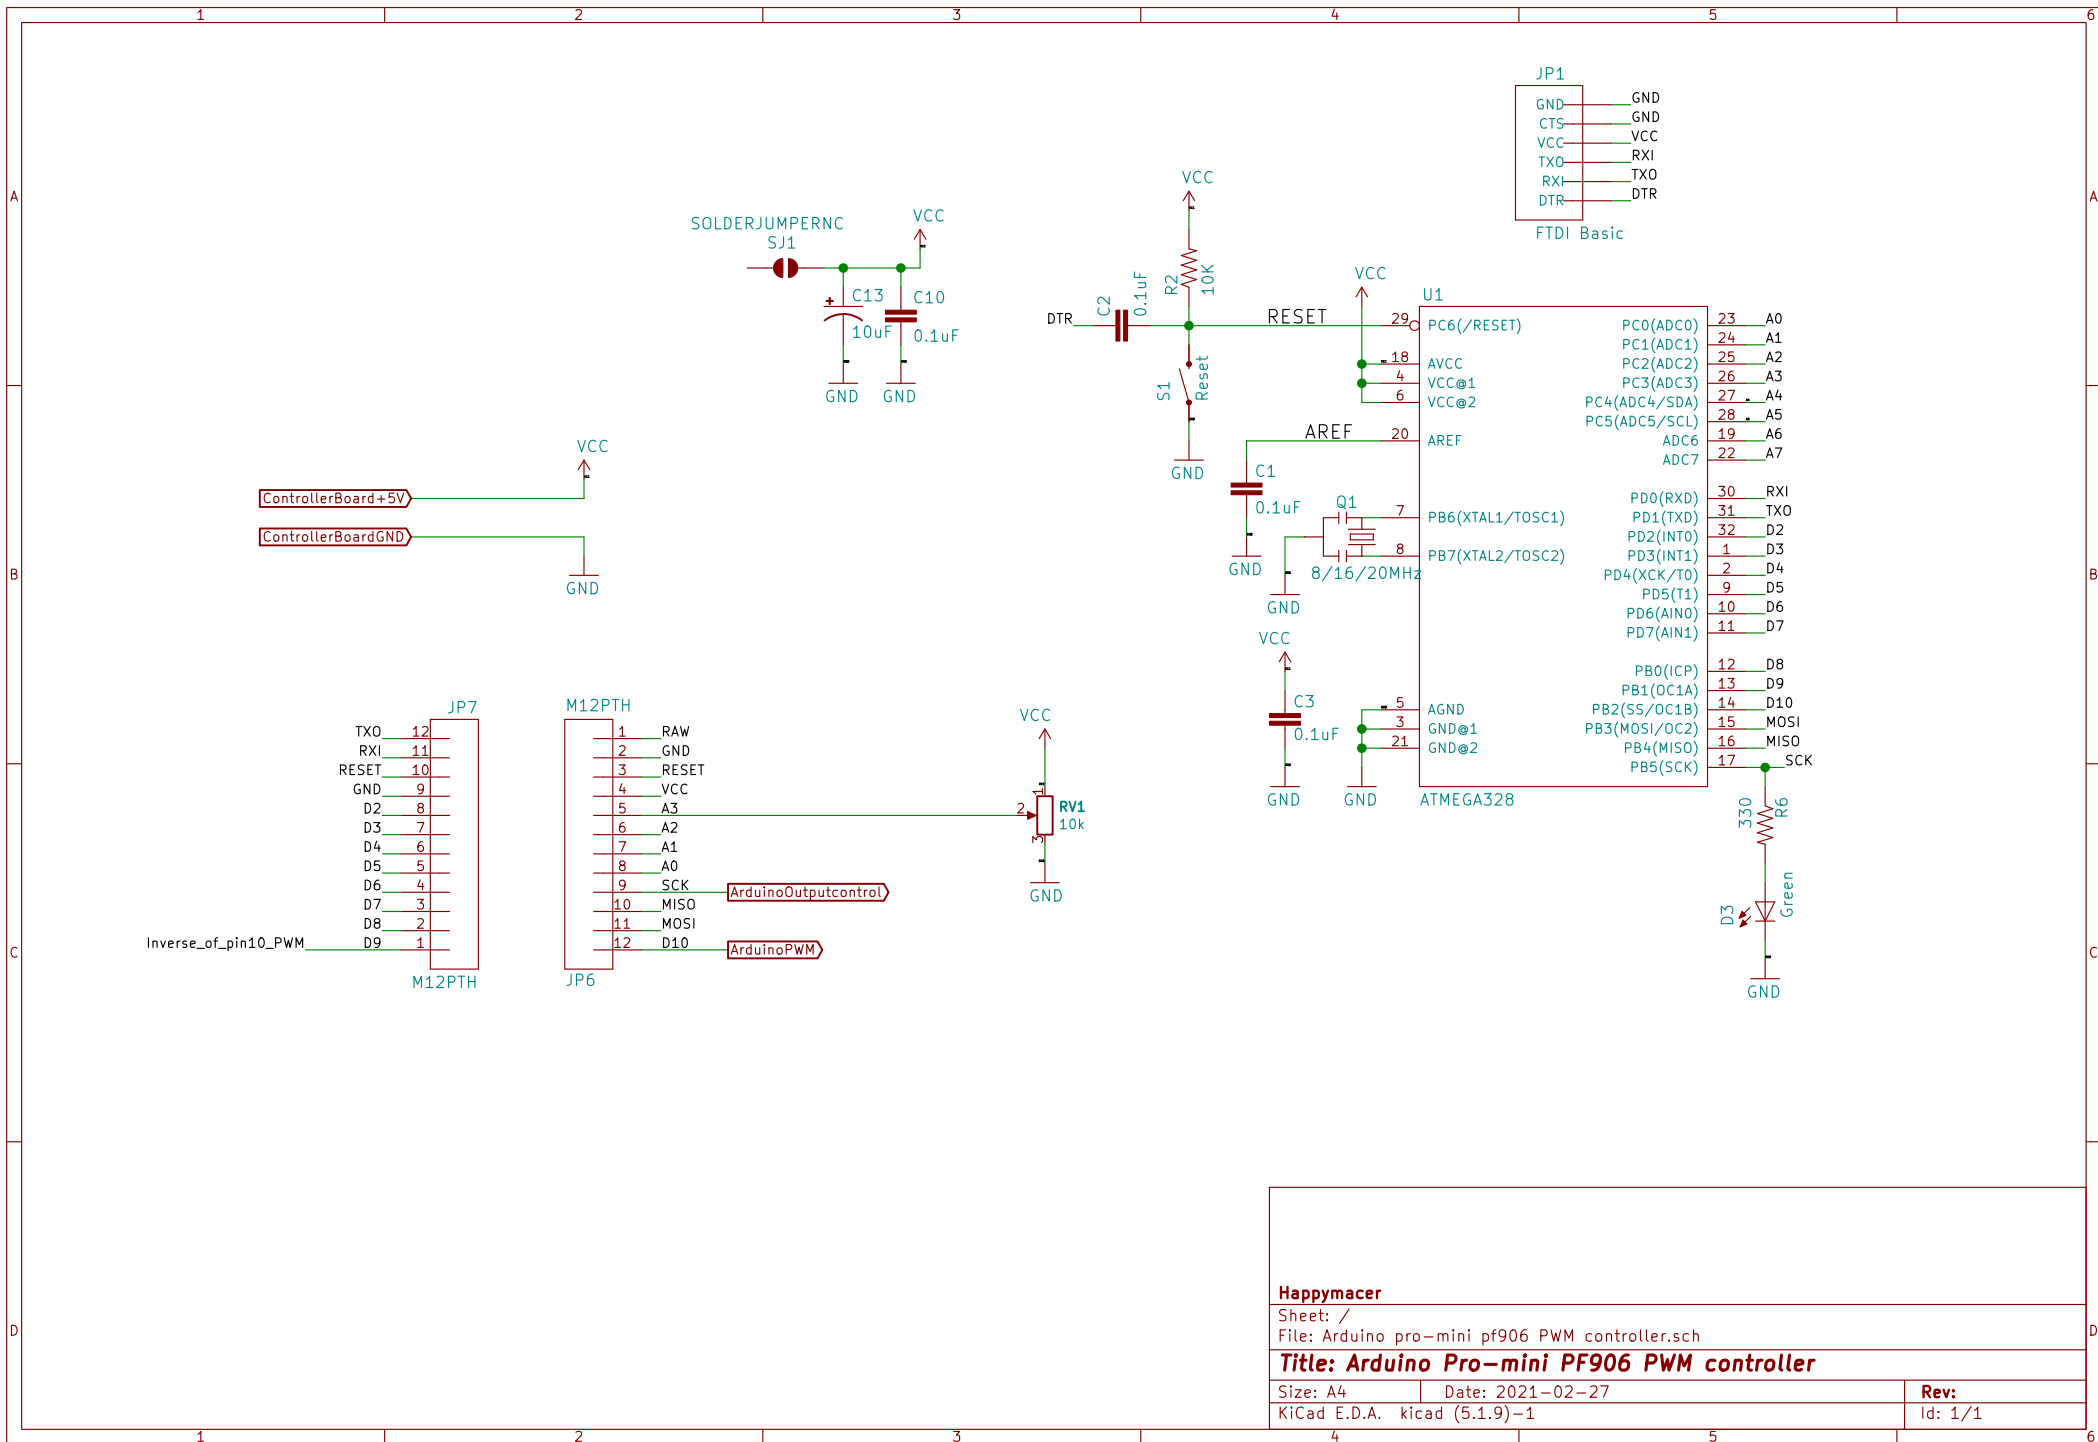 1 2 3 4 5 6
A
B
C
D
A
B
C
D
JP1
GND GND
CTS GND
VCC VCC
TXO RXI
RXI TXO
DTR DTR
FTDI Basic
SOLDERJUMPERNC
SJ1
VCC
+
C13
10uF
C10
0.1uF
GND
GND
VCC
R2
10K
C2
0.1uF
DTR
RESET
S1
Reset
GND
VCC
AREF
C1
0.1uF
GND
Q1
8/16/20MHz
GND
VCC
C3
0.1uF
GND
GND
U1
29 PC6(/RESET)
18 AVCC
4 VCC@1
6 VCC@2
20 AREF
7 PB6(XTAL1/TOSC1)
8 PB7(XTAL2/TOSC2)
5 AGND
3 GND@1
21 GND@2
PC0(ADC0) 23 A0
PC1(ADC1) 24 A1
PC2(ADC2) 25 A2
PC3(ADC3) 26 A3
PC4(ADC4/SDA) 27 A4
PC5(ADC5/SCL) 28 A5
ADC6 19 A6
ADC7 22 A7
PD0(RXD) 30 RXI
PD1(TXD) 31 TXO
PD2(INT0) 32 D2
PD3(INT1) 1 D3
PD4(XCK/T0) 2 D4
PD5(T1) 9 D5
PD6(AIN0) 10 D6
PD7(AIN1) 11 D7
PB0(ICP) 12 D8
PB1(OC1A) 13 D9
PB2(SS/OC1B) 14 D10
PB3(MOSI/OC2) 15 MOSI
PB4(MISO) 16 MISO
PB5(SCK) 17 SCK
ATMEGA328
330
R6
D3
Green
GND
VCC
ControllerBoard+5V
ControllerBoardGND
GND
JP7
TXO 12
RXI 11
RESET 10
GND 9
D2 8
D3 7
D4 6
D5 5
D6 4
D7 3
D8 2
Inverse_of_pin10_PWM D9 1
M12PTH
M12PTH
1 RAW
2 GND
3 RESET
4 VCC
5 A3
6 A2
7 A1
8 A0
9 SCK ArduinoOutputcontrol
10 MISO
11 MOSI
12 D10 ArduinoPWM
JP6
VCC
1
2
3
RV1
10k
GND
Happymacer
Sheet: /
File: Arduino pro-mini pf906 PWM controller.sch
Title: Arduino Pro-mini PF906 PWM controller
Size: A4 Date: 2021-02-27 Rev:
KiCad E.D.A. kicad (5.1.9)-1 Id: 1/1
1 2 3 4 5 6